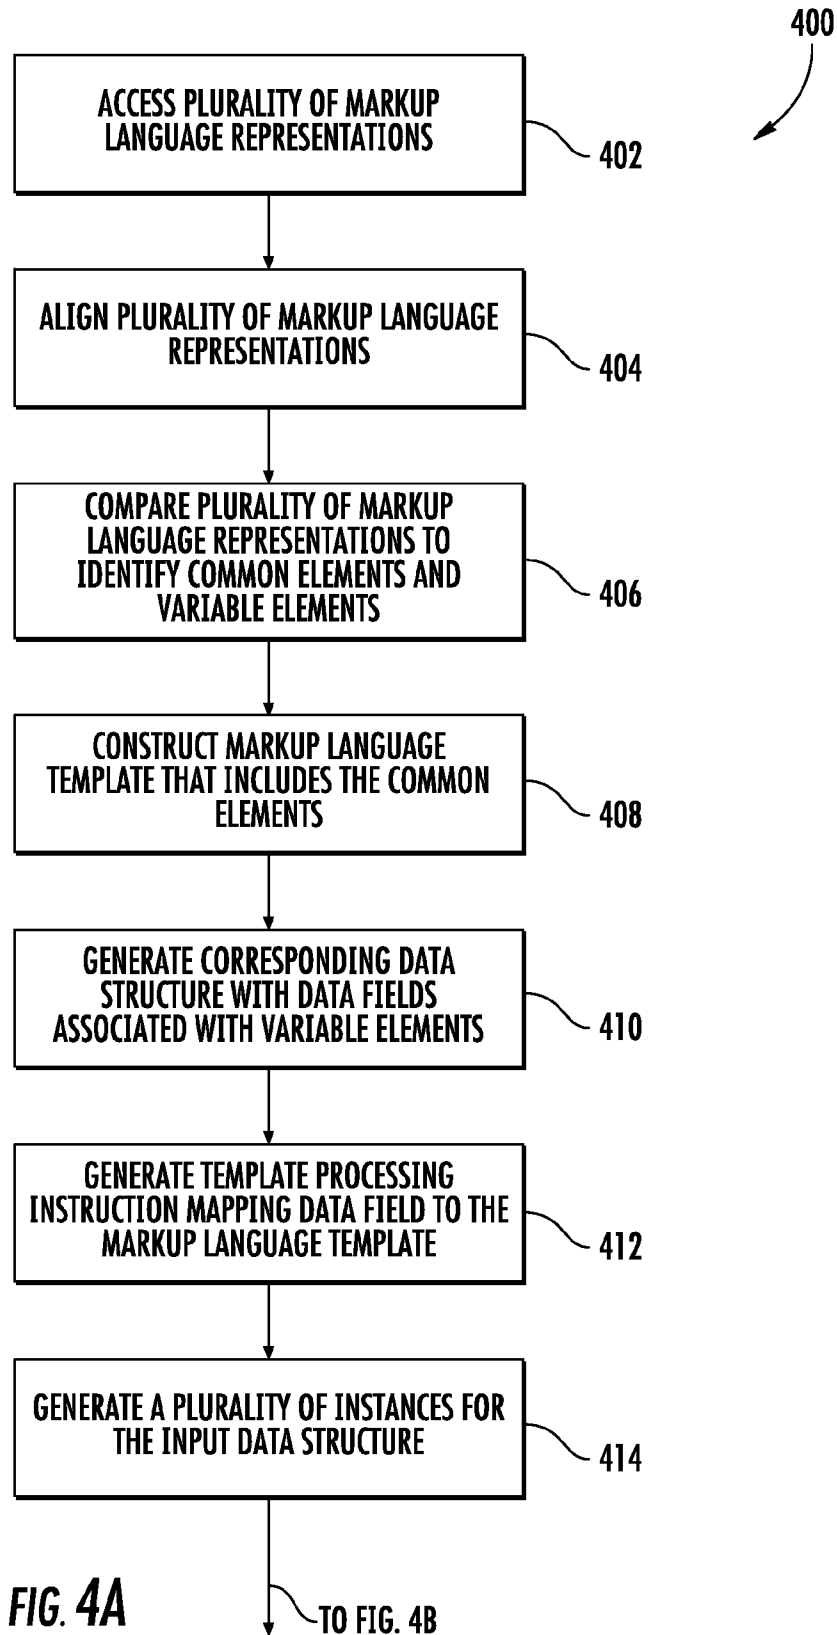 400
ACCESS PLURALITY OF MARKUP
LANGUAGE REPRESENTATIONS
402
ALIGN PLURALITY OF MARKUP LANGUAGE
REPRESENTATIONS
404
COMPARE PLURALITY OF MARKUP
LANGUAGE REPRESENTATIONS TO
IDENTIFY COMMON ELEMENTS AND
VARIABLE ELEMENTS
406
CONSTRUCT MARKUP LANGUAGE
TEMPLATE THAT INCLUDES THE COMMON
ELEMENTS
408
GENERATE CORRESPONDING DATA
STRUCTURE WITH DATA FIELDS
ASSOCIATED WITH VARIABLE ELEMENTS
410
GENERATE TEMPLATE PROCESSING
INSTRUCTION MAPPING DATA FIELD TO THE
MARKUP LANGUAGE TEMPLATE
412
GENERATE A PLURALITY OF INSTANCES FOR
THE INPUT DATA STRUCTURE
414
FIG. 4A
TO FIG. 4B